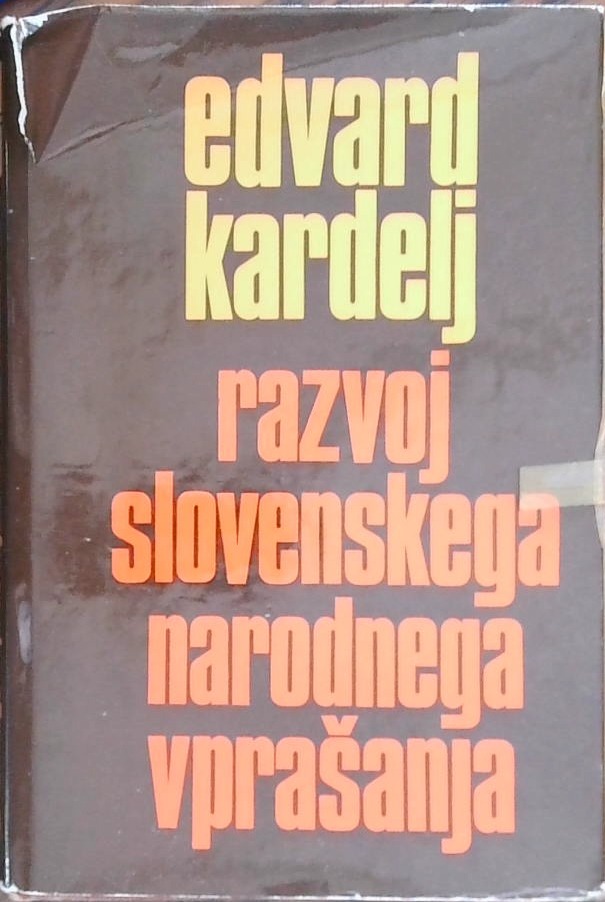 edvard
kardelj
razvoj
slovenskega
narodnega
vprašanja